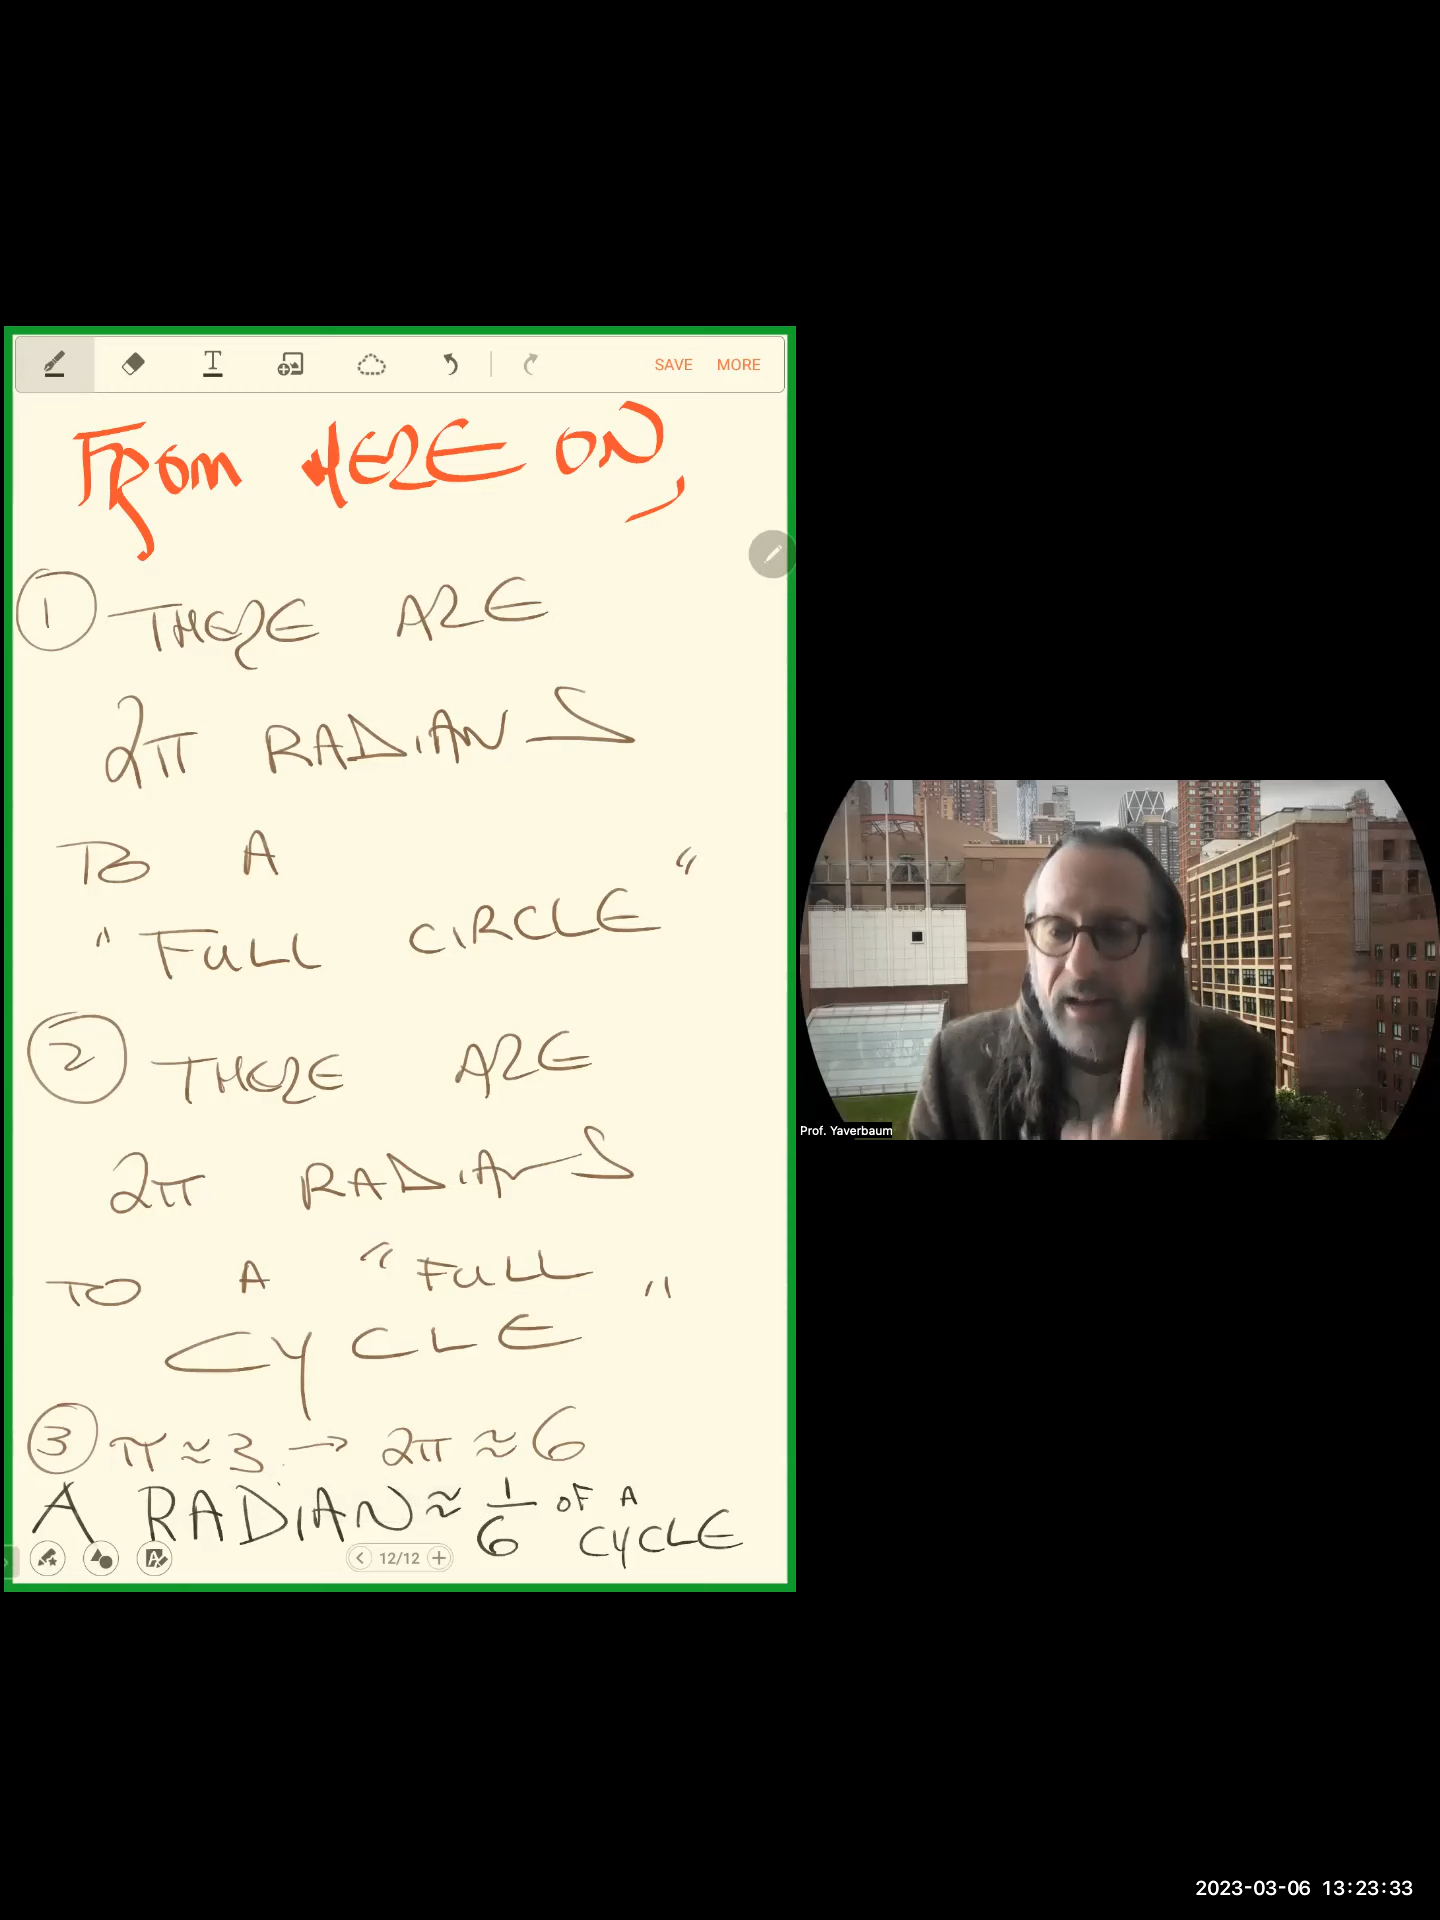 SAVE MORE
FROM HERE ON,
1 THERE ARE
2π RADIANS
TO A
"FULL CIRCLE"
2 THERE ARE
2π RADIANS
TO A "FULL
CYCLE"
3 π ≈ 3 → 2π ≈ 6
A RADIAN ≈ 1/6 OF A
CYCLE
12/12
Prof. Yaverbaum
2023-03-06 13:23:33